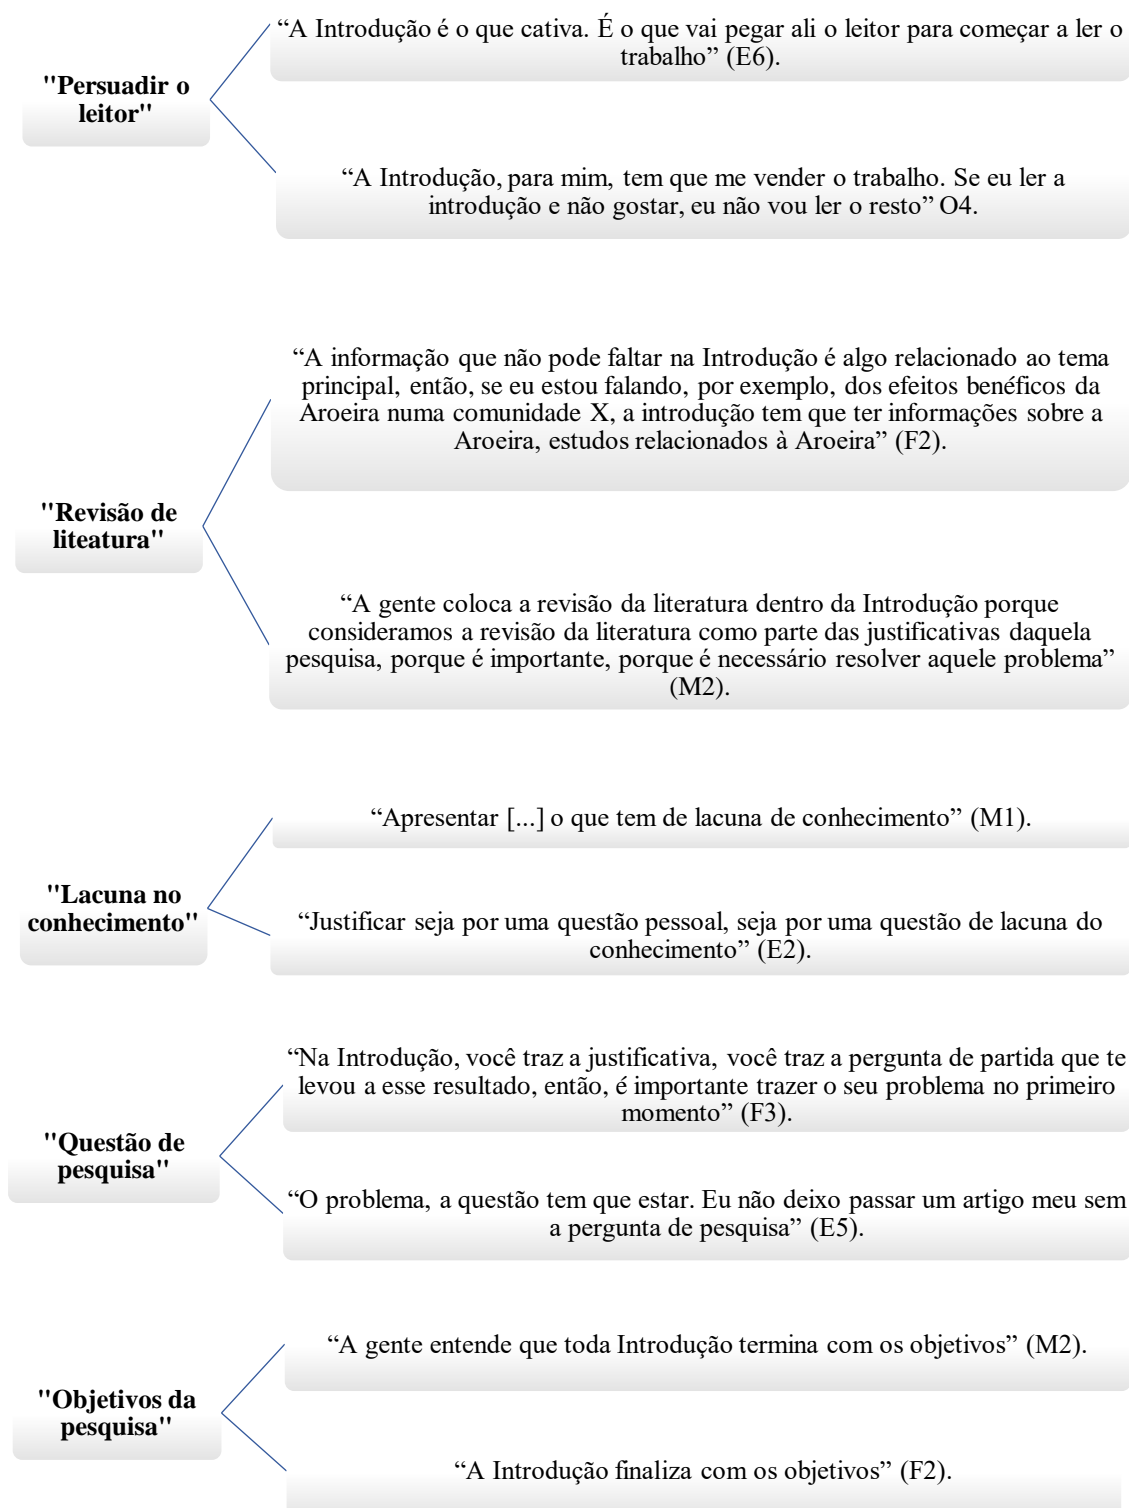 "Persuadir o
leitor"
“A Introdução é o que cativa. É o que vai pegar ali o leitor para começar a ler o
trabalho” (E6).
“A Introdução, para mim, tem que me vender o trabalho. Se eu ler a
introdução e não gostar, eu não vou ler o resto” O4.
"Revisão de
liteatura"
“A informação que não pode faltar na Introdução é algo relacionado ao tema
principal, então, se eu estou falando, por exemplo, dos efeitos benéficos da
Aroeira numa comunidade X, a introdução tem que ter informações sobre a
Aroeira, estudos relacionados à Aroeira” (F2).
“A gente coloca a revisão da literatura dentro da Introdução porque
consideramos a revisão da literatura como parte das justificativas daquela
pesquisa, porque é importante, porque é necessário resolver aquele problema”
(M2).
"Lacuna no
conhecimento"
“Apresentar [...] o que tem de lacuna de conhecimento” (M1).
“Justificar seja por uma questão pessoal, seja por uma questão de lacuna do
conhecimento” (E2).
"Questão de
pesquisa"
“Na Introdução, você traz a justificativa, você traz a pergunta de partida que te
levou a esse resultado, então, é importante trazer o seu problema no primeiro
momento” (F3).
“O problema, a questão tem que estar. Eu não deixo passar um artigo meu sem
a pergunta de pesquisa” (E5).
"Objetivos da
pesquisa"
“A gente entende que toda Introdução termina com os objetivos” (M2).
“A Introdução finaliza com os objetivos” (F2).